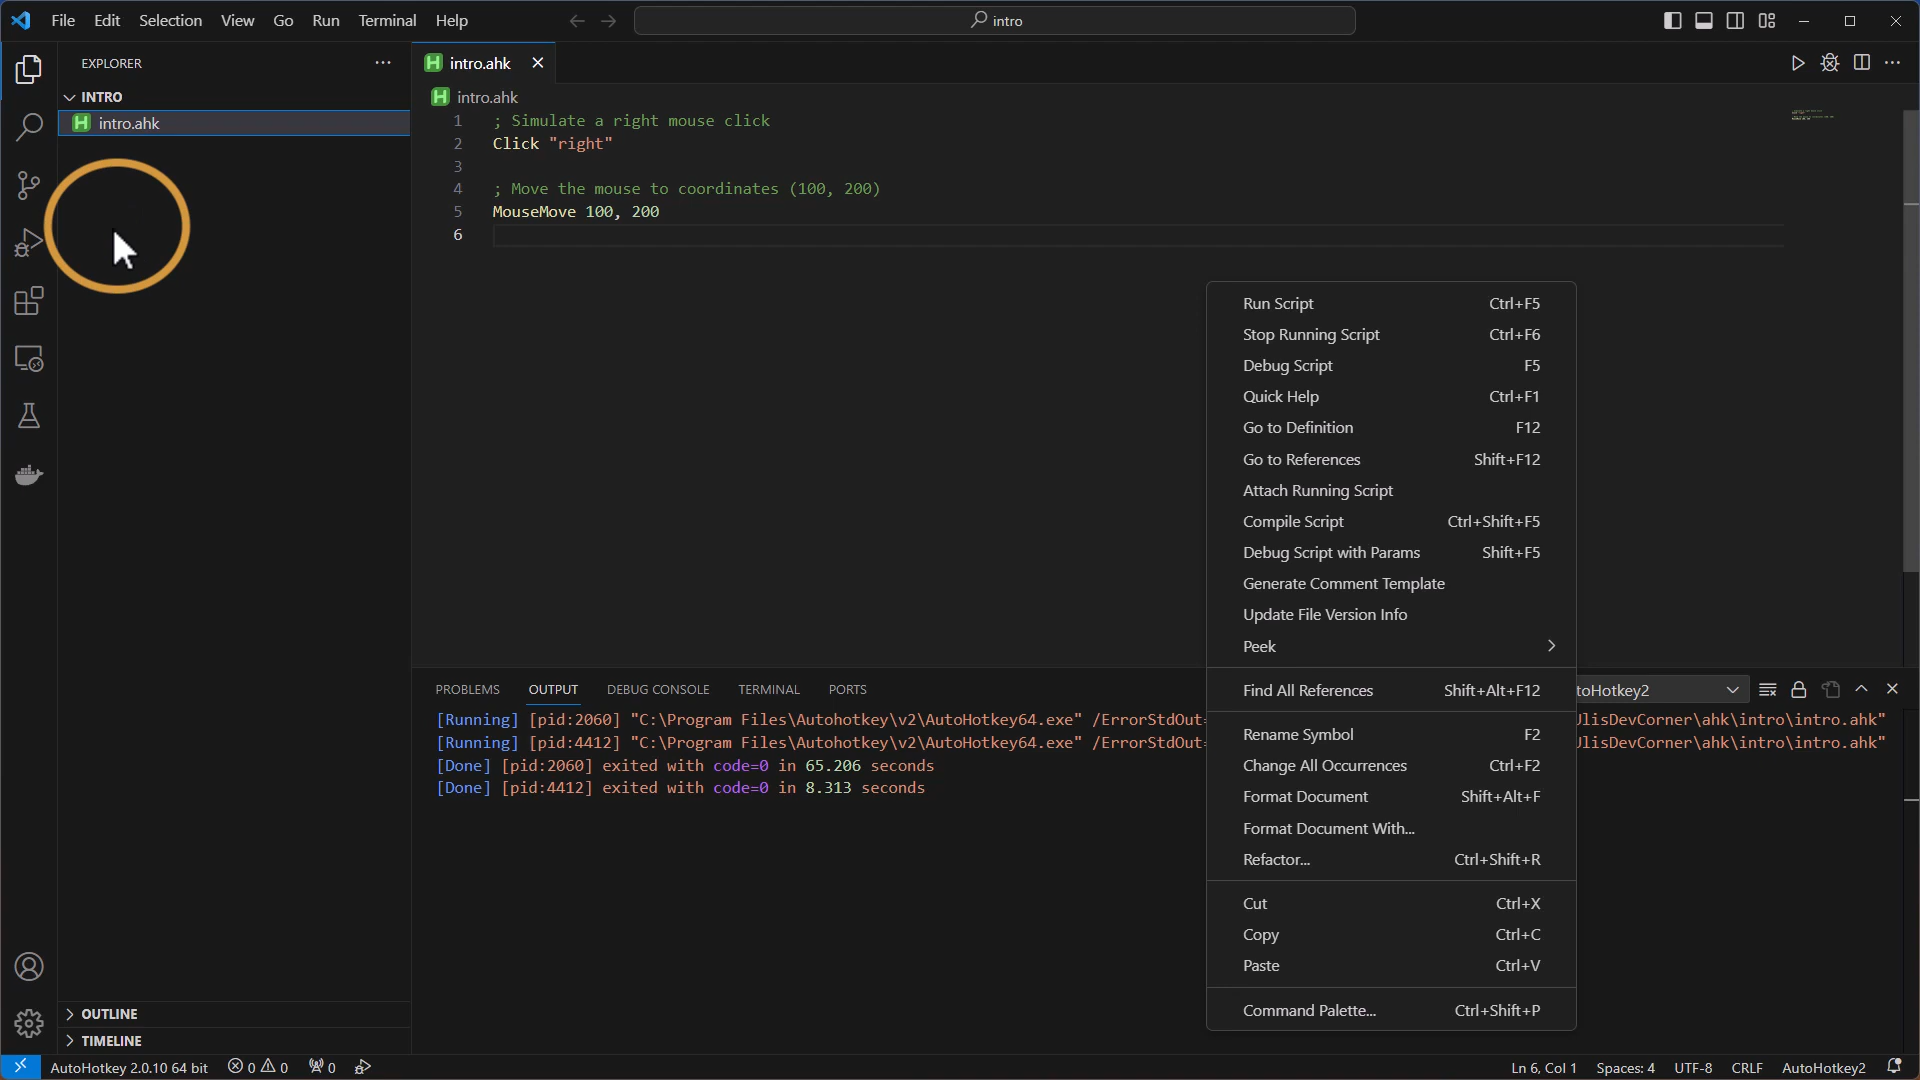 File Edit Selection View Go Run Terminal Help
intro
EXPLORER
INTRO
intro.ahk
intro.ahk
intro.ahk
1 ; Simulate a right mouse click
2 Click "right"
3
4 ; Move the mouse to coordinates (100, 200)
5 MouseMove 100, 200
6
Run Script Ctrl+F5
Stop Running Script Ctrl+F6
Debug Script F5
Quick Help Ctrl+F1
Go to Definition F12
Go to References Shift+F12
Attach Running Script
Compile Script Ctrl+Shift+F5
Debug Script with Params Shift+F5
Generate Comment Template
Update File Version Info
Peek
Find All References Shift+Alt+F12
Rename Symbol F2
Change All Occurrences Ctrl+F2
Format Document Shift+Alt+F
Format Document With...
Refactor... Ctrl+Shift+R
Cut Ctrl+X
Copy Ctrl+C
Paste Ctrl+V
Command Palette... Ctrl+Shift+P
PROBLEMS OUTPUT DEBUG CONSOLE TERMINAL PORTS
toHotkey2
[Running] [pid:2060] "C:\Program Files\Autohotkey\v2\AutoHotkey64.exe" /ErrorStdOut= JlisDevCorner\ahk\intro\intro.ahk"
[Running] [pid:4412] "C:\Program Files\Autohotkey\v2\AutoHotkey64.exe" /ErrorStdOut= JlisDevCorner\ahk\intro\intro.ahk"
[Done] [pid:2060] exited with code=0 in 65.206 seconds
[Done] [pid:4412] exited with code=0 in 8.313 seconds
OUTLINE
TIMELINE
AutoHotkey 2.0.10 64 bit 0 0 0 Ln 6, Col 1 Spaces: 4 UTF-8 CRLF AutoHotkey2